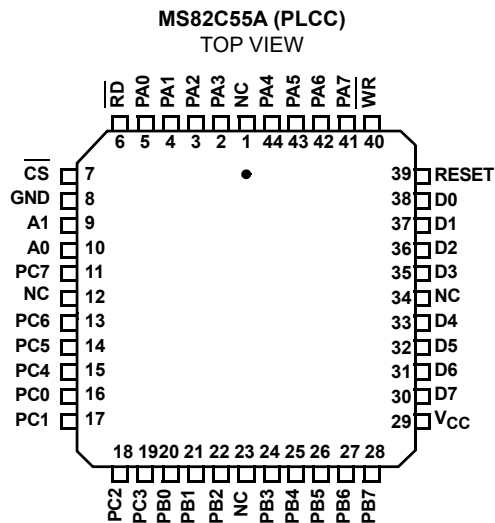 MS82C55A (PLCC)
TOP VIEW
RD PA0 PA1 PA2 PA3 NC PA4 PA5 PA6 PA7 WR
6 5 4 3 2 1 44 43 42 41 40
CS 7 39 RESET
GND 8 38 D0
A1 9 37 D1
A0 10 36 D2
PC7 11 35 D3
NC 12 34 NC
PC6 13 33 D4
PC5 14 32 D5
PC4 15 31 D6
PC0 16 30 D7
PC1 17 29 VCC
18 19 20 21 22 23 24 25 26 27 28
PC2 PC3 PB0 PB1 PB2 NC PB3 PB4 PB5 PB6 PB7